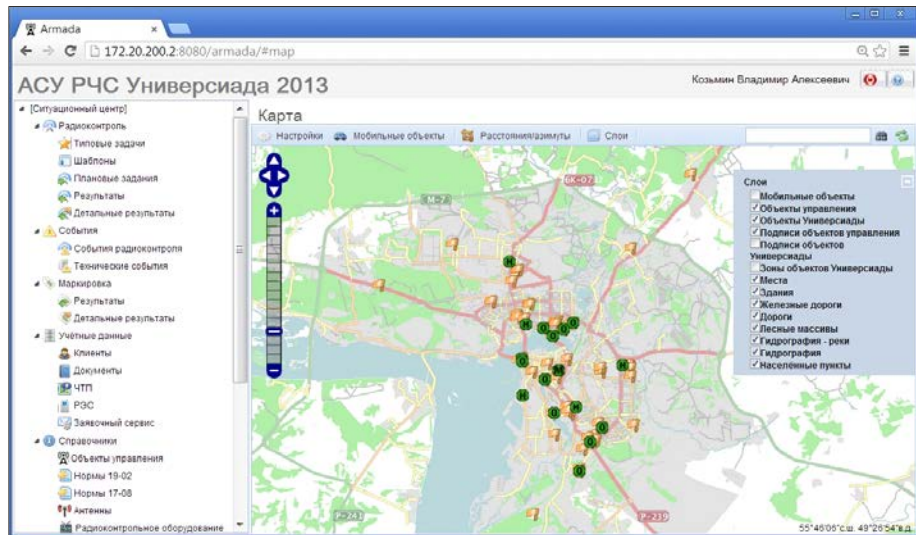 Armada
172.20.200.2:8080/armada/#map
АСУ РЧС Универсиада 2013
Козьмин Владимир Алексеевич
[Ситуационный центр]
Радиоконтроль
Типовые задачи
Шаблоны
Плановые задания
Результаты
Детальные результаты
События
События радиоконтроля
Технические события
Маркировка
Результаты
Детальные результаты
Учётные данные
Клиенты
Документы
ЧТП
РЭС
Заявочный сервис
Справочники
Объекты управления
Нормы 19-02
Нормы 17-08
Антенны
Радиоконтрольное оборудование
Карта
Настройки Мобильные объекты Расстояния/азимуты Слои
6К-07
М-7
Слои
Мобильные объекты
Объекты управления
Объекты Универсиады
Подписи объектов управления
Подписи объектов
Универсиады
Зоны объектов Универсиады
Места
Здания
Железные дороги
Дороги
Лесные массивы
Гидрография - реки
Гидрография
Населенные пункты
Р-241
Р-239
55°46'06"с.ш. 49°26'54"в.д.